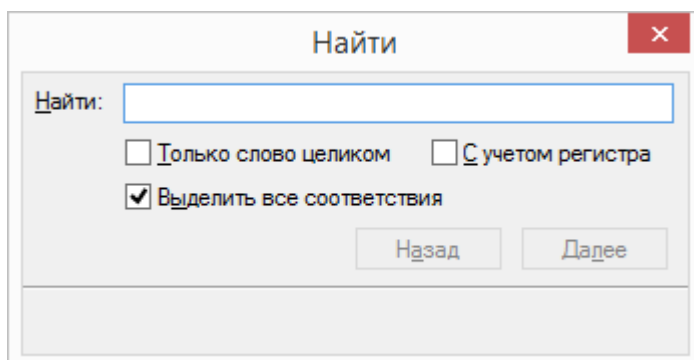 Найти
Найти:
Только слово целиком С учетом регистра
Выделить все соответствия
Назад Далее